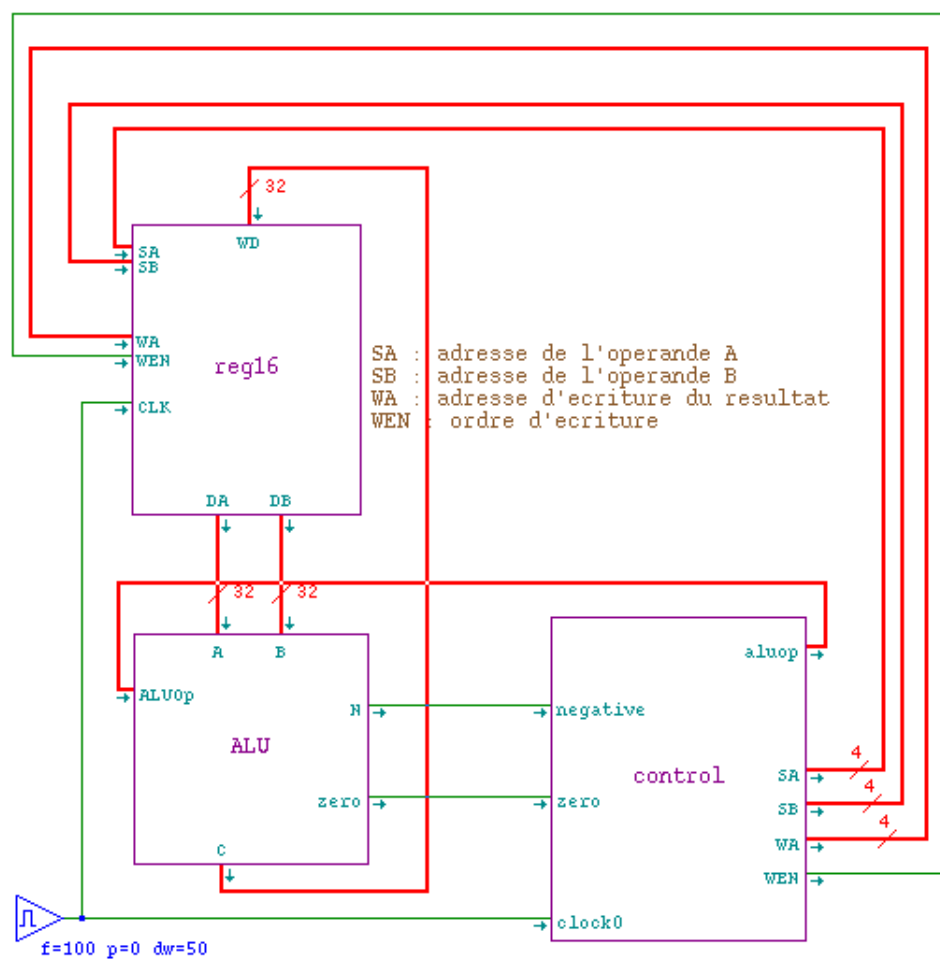 32
WD
SA
SB
WA
WEN
reg16
CLK
SA : adresse de l'operande A
SB : adresse de l'operande B
WA : adresse d'ecriture du resultat
WEN : ordre d'ecriture
DA DB
32 32
A B
ALUOp
N
ALU
zero
C
aluop
negative
control
zero
4
SA
4
SB
4
WA
WEN
clock0
f=100 p=0 dw=50